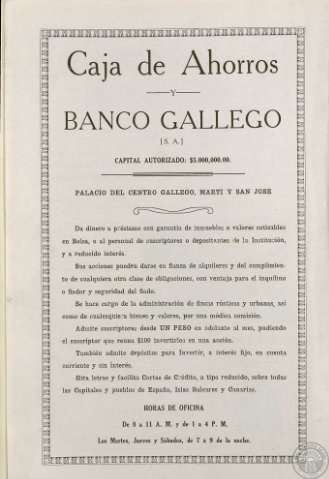 Caja de Ahorros
Y
BANCO GALLEGO
[S. A.]
CAPITAL AUTORIZADO: $5.000,000.00.
PALACIO DEL CENTRO GALLEGO, MARTI Y SAN JOSE
Da dinero a préstamo con garantía de inmuebles o valores cotizables
en Bolsa, o al personal de suscriptores o depositantes de la Institución,
y a reducido interés.
Sus acciones pueden darse en fianza de alquileres y del cumplimien-
to de cualquiera otra clase de obligaciones, con ventaja para el inquilino
o fiador y seguridad del fiado.
Se hace cargo de la administración de fincas rústicas y urbanas, así
como de cualesquiera bienes y valores, por una módica comisión.
Admite suscriptores desde UN PESO en adelante al mes, pudiendo
el suscriptor que reuna $100 invertirlos en una acción.
También admite depósitos para Invertir, a interés fijo, en cuenta
corriente y sin interés.
Gira letras y facilita Cartas de Crédito, a tipo reducido, sobre todas
las Capitales y pueblos de España, Islas Baleares y Canarias.
HORAS DE OFICINA
De 8 a 11 A. M. y de 1 a 4 P. M.
Los Martes, Jueves y Sábados, de 7 a 9 de la noche.